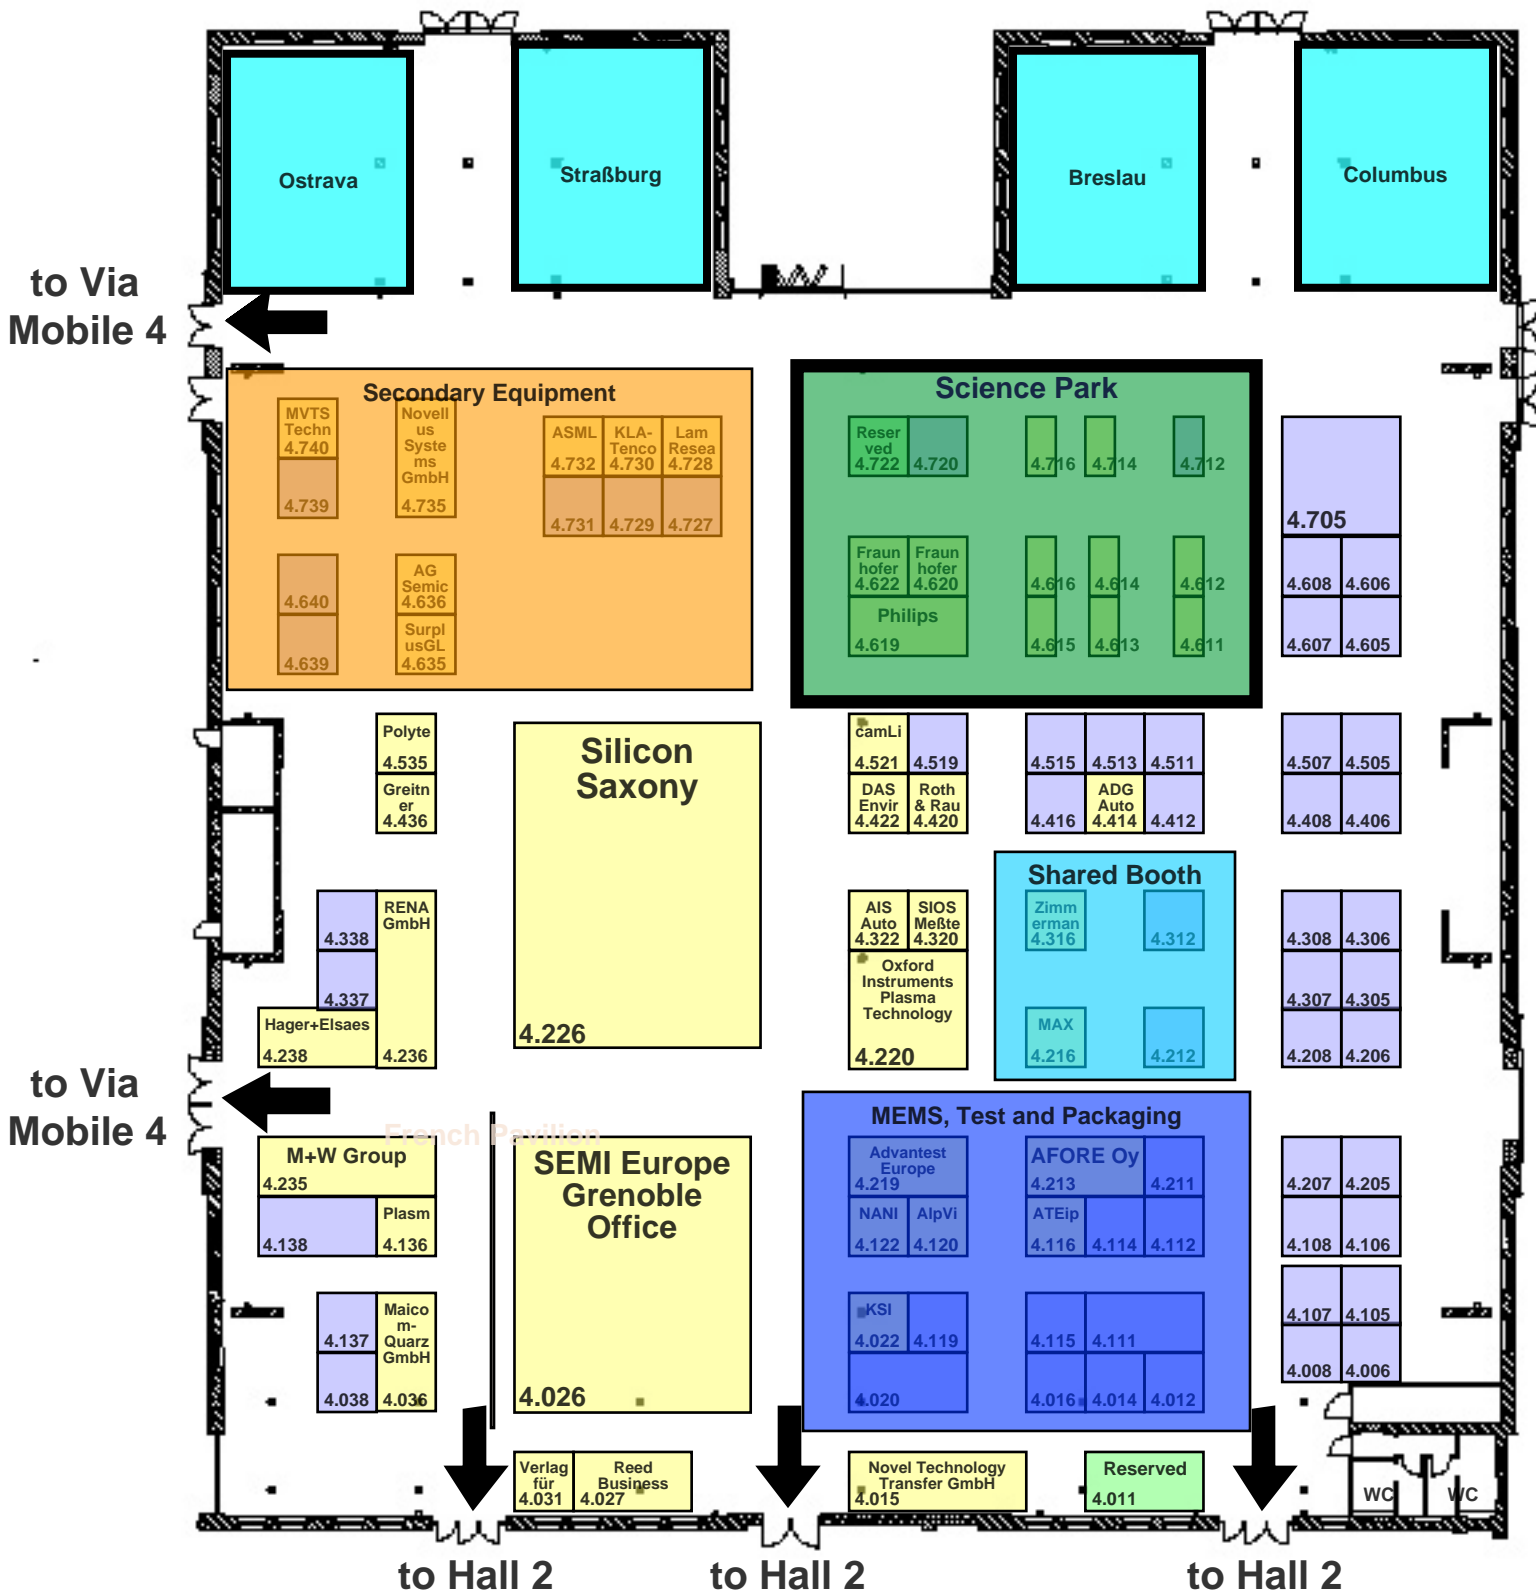 Ostrava
Straßburg
Breslau
Columbus
to Via
Mobile 4
Secondary Equipment
MVTS
Techn
4.740
4.739
Novell
us
Syste
ms
GmbH
4.735
ASML
4.732
KLA-
Tenco
4.730
Lam
Resea
4.728
4.731
4.729
4.727
4.640
4.639
AG
Semic
4.636
Surpl
usGL
4.635
Science Park
Reser
ved
4.722
4.720
4.716
4.714
4.712
Fraun
hofer
4.622
Fraun
hofer
4.620
4.616
4.614
4.612
Philips
4.619
4.615
4.613
4.611
4.705
4.608
4.606
4.607
4.605
Polyte
4.535
Greitn
er
4.436
Silicon
Saxony
4.226
camLi
4.521
4.519
DAS
Envir
4.422
Roth
& Rau
4.420
4.515
4.513
4.511
4.416
ADG
Auto
4.414
4.412
4.507
4.505
4.408
4.406
4.338
4.337
RENA
GmbH
4.236
Hager+Elsaes
4.238
AIS
Auto
4.322
SIOS
Meßte
4.320
Oxford
Instruments
Plasma
Technology
4.220
Shared Booth
Zimm
erman
4.316
4.312
MAX
4.216
4.212
4.308
4.306
4.307
4.305
4.208
4.206
to Via
Mobile 4
French Pavilion
M+W Group
4.235
4.138
Plasm
4.136
4.137
4.038
Maico
m-
Quarz
GmbH
4.036
SEMI Europe
Grenoble
Office
4.026
MEMS, Test and Packaging
Advantest
Europe
4.219
AFORE Oy
4.213
4.211
NANI
4.122
AlpVi
4.120
ATEip
4.116
4.114
4.112
KSI
4.022
4.119
4.115
4.111
4.020
4.016
4.014
4.012
4.207
4.205
4.108
4.106
4.107
4.105
4.008
4.006
Verlag
für
4.031
Reed
Business
4.027
Novel Technology
Transfer GmbH
4.015
Reserved
4.011
WC
WC
to Hall 2
to Hall 2
to Hall 2